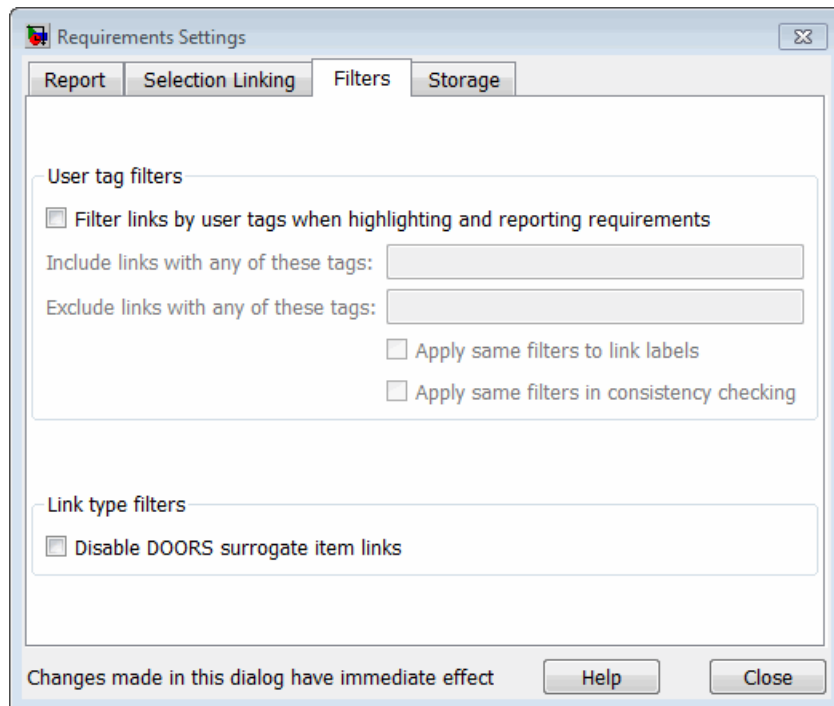 Requirements Settings
Report Selection Linking Filters Storage
User tag filters
Filter links by user tags when highlighting and reporting requirements
Include links with any of these tags:
Exclude links with any of these tags:
Apply same filters to link labels
Apply same filters in consistency checking
Link type filters
Disable DOORS surrogate item links
Changes made in this dialog have immediate effect Help Close